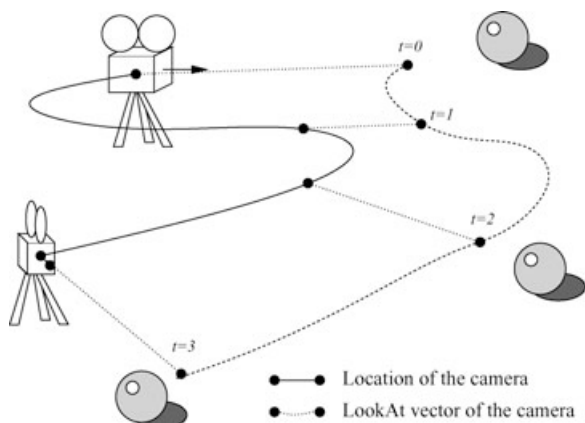 t=0
t=1
t=2
t=3
Location of the camera
LookAt vector of the camera